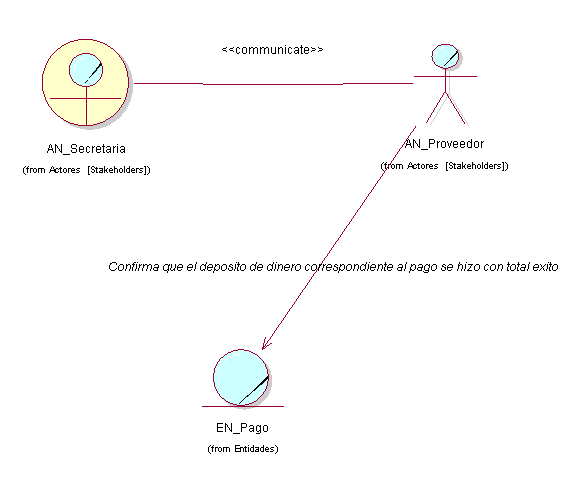 <<communicate>>
AN_Secretaria
(from Actores [Stakeholders])
AN_Proveedor
(from Actores [Stakeholders])
Confirma que el deposito de dinero correspondiente al pago se hizo con total exito
EN_Pago
(from Entidades)